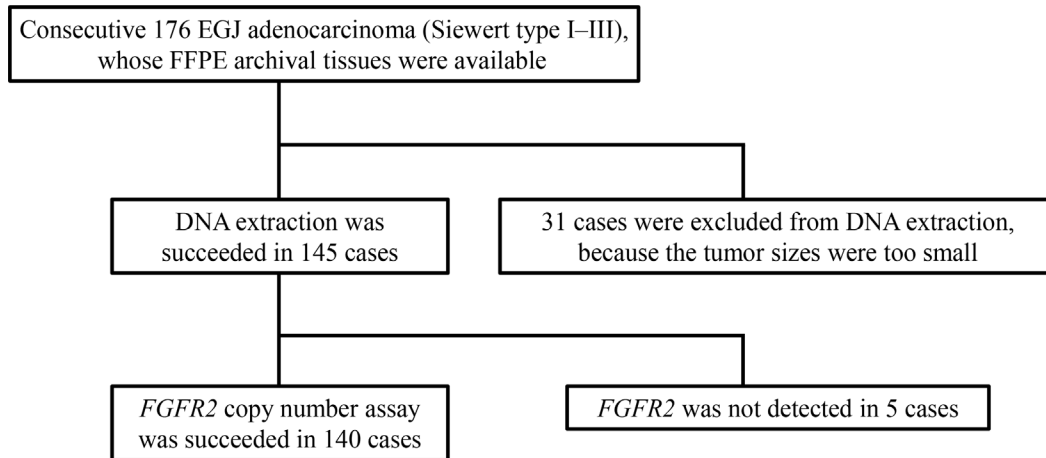 Consecutive 176 EGJ adenocarcinoma (Siewert type I–III),
whose FFPE archival tissues were available
DNA extraction was
succeeded in 145 cases
31 cases were excluded from DNA extraction,
because the tumor sizes were too small
FGFR2 copy number assay
was succeeded in 140 cases
FGFR2 was not detected in 5 cases